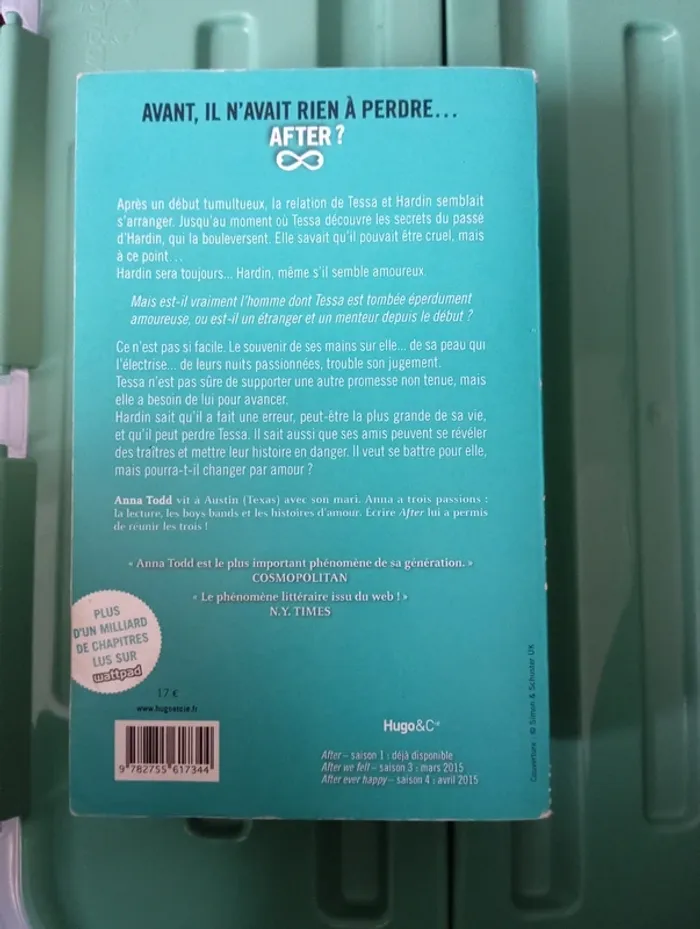 AVANT, IL N'AVAIT RIEN À PERDRE...
AFTER ?
Après un début tumultueux, la relation de Tessa et Hardin semblait
s'arranger. Jusqu'au moment où Tessa découvre les secrets du passé
d'Hardin, qui la bouleversent. Elle savait qu'il pouvait être cruel, mais
à ce point...
Hardin sera toujours... Hardin, même s'il semble amoureux.
Mais est-il vraiment l'homme dont Tessa est tombée éperdument
amoureuse, ou est-il un étranger et un menteur depuis le début ?
Ce n'est pas si facile. Le souvenir de ses mains sur elle... de sa peau qui
l'électrise... de leurs nuits passionnées, trouble son jugement.
Tessa n'est pas sûre de supporter une autre promesse non tenue, mais
elle a besoin de lui pour avancer.
Hardin sait qu'il a fait une erreur, peut-être la plus grande de sa vie,
et qu'il peut perdre Tessa. Il sait aussi que ses amis peuvent se révéler
des traîtres et mettre leur histoire en danger. Il veut se battre pour elle,
mais pourra-t-il changer par amour ?
Anna Todd vit à Austin (Texas) avec son mari. Anna a trois passions :
la lecture, les boys bands et les histoires d'amour. Écrire After lui a permis
de réunir les trois !
« Anna Todd est le plus important phénomène de sa génération. »
COSMOPOLITAN
« Le phénomène littéraire issu du web ! »
N.Y. TIMES
PLUS
D'UN MILLIARD
DE CHAPITRES
LUS SUR
wattpad
17 €
www.hugoetcie.fr
9 782755 617344
Hugo&Cie
After – saison 1 : déjà disponible
After we fell – saison 3 : mars 2015
After ever happy – saison 4 : avril 2015
Couverture : © Simon & Schuster UK